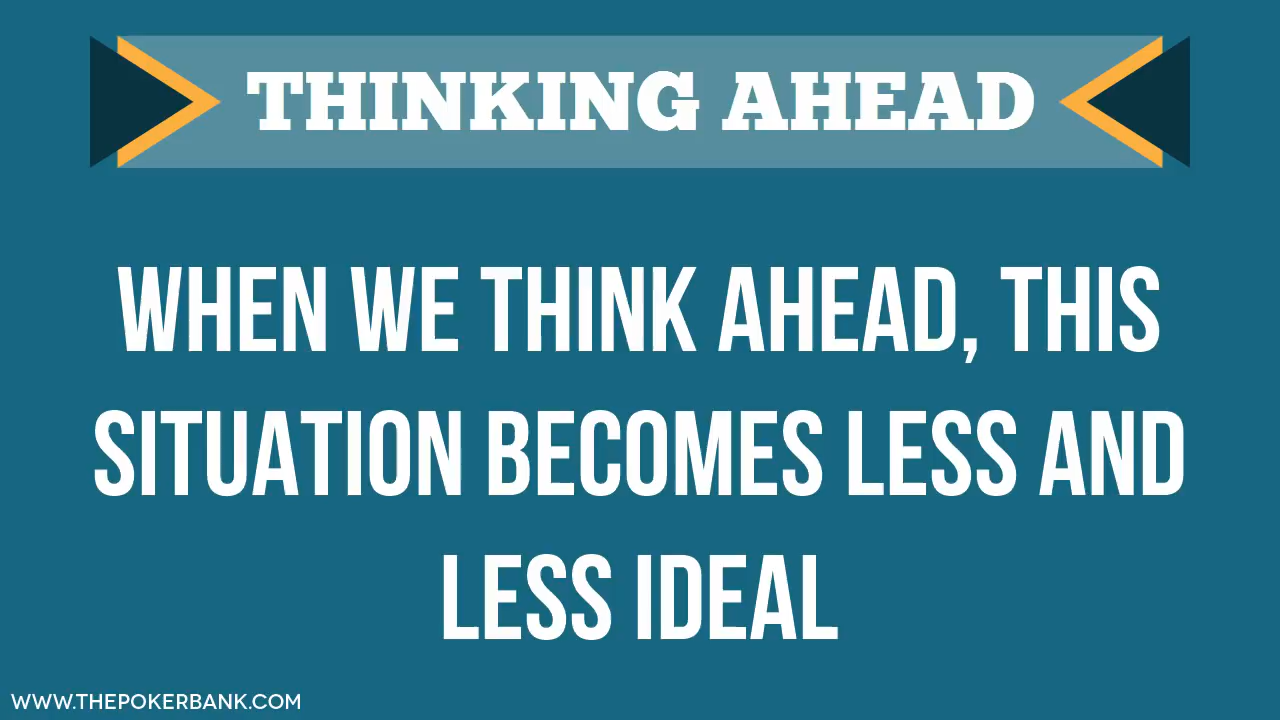 THINKING AHEAD
WHEN WE THINK AHEAD, THIS
SITUATION BECOMES LESS AND
LESS IDEAL
WWW.THEPOKERBANK.COM